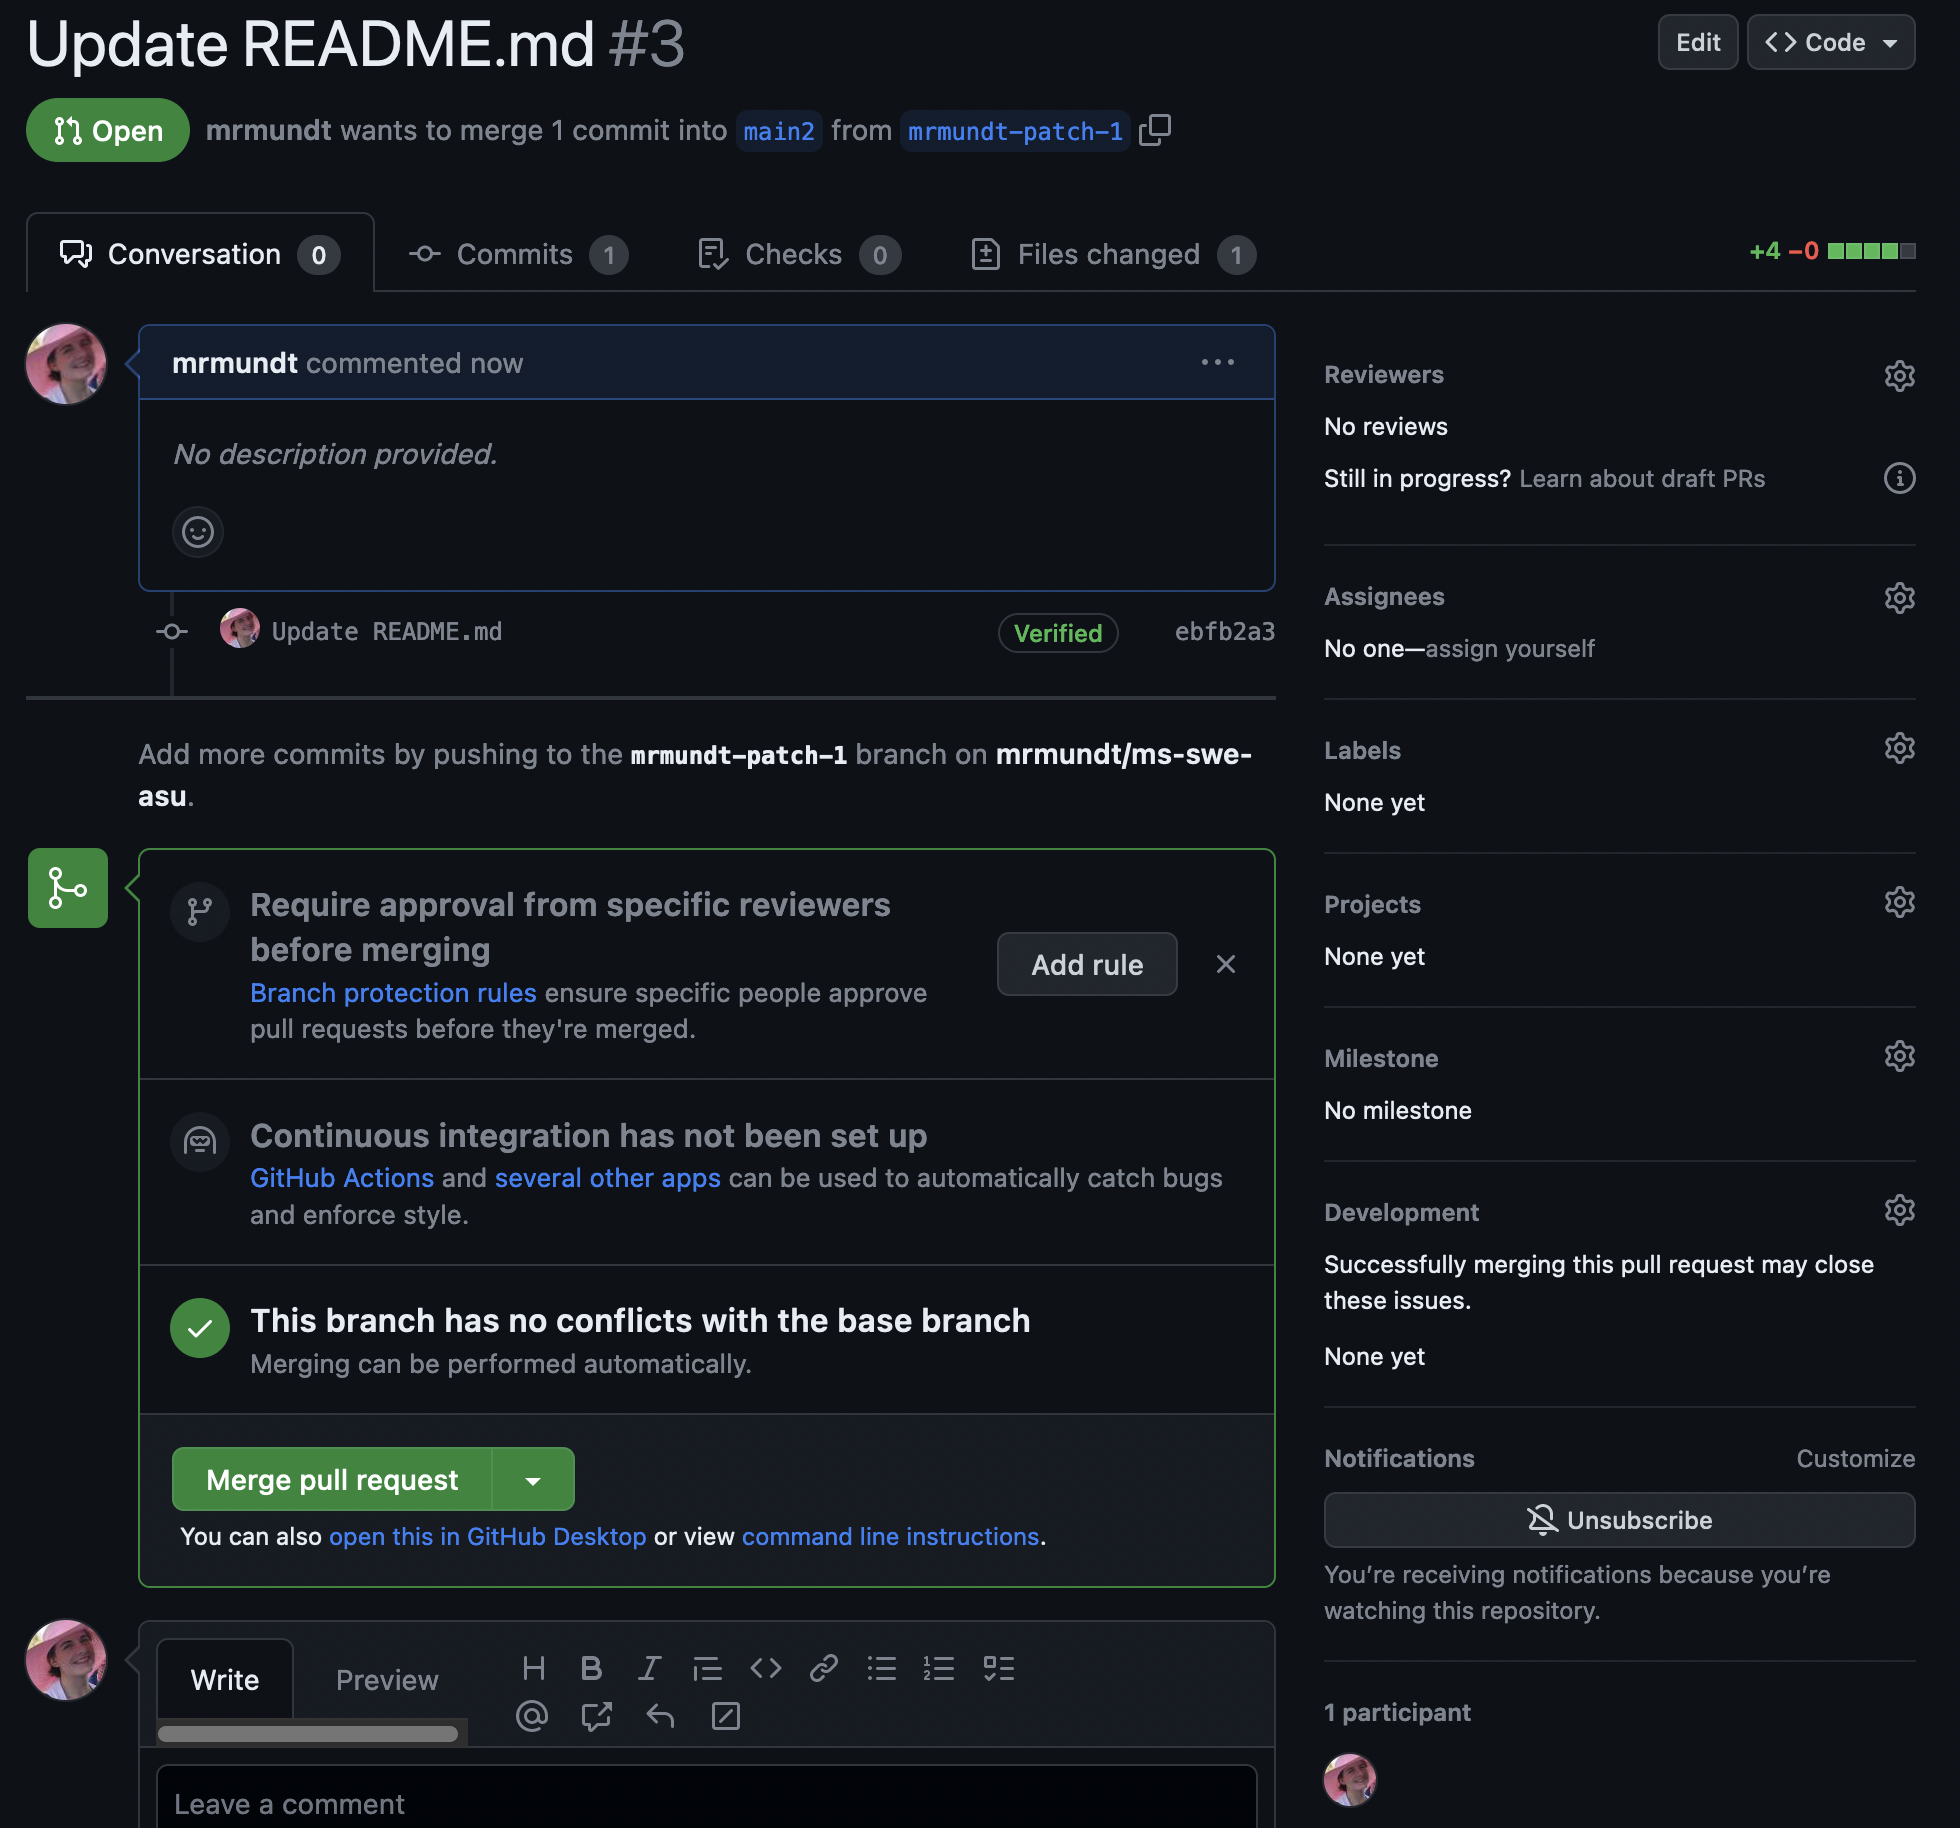 Update README.md #3
Edit
Code
Open
mrmundt wants to merge 1 commit into main2 from mrmundt-patch-1
Conversation 0
Commits 1
Checks 0
Files changed 1
+4 −0
mrmundt commented now
No description provided.
Update README.md
Verified
ebfb2a3
Add more commits by pushing to the mrmundt-patch-1 branch on mrmundt/ms-swe-
asu.
Require approval from specific reviewers
before merging
Branch protection rules ensure specific people approve
pull requests before they're merged.
Add rule
Continuous integration has not been set up
GitHub Actions and several other apps can be used to automatically catch bugs
and enforce style.
This branch has no conflicts with the base branch
Merging can be performed automatically.
Merge pull request
You can also open this in GitHub Desktop or view command line instructions.
Write
Preview
Leave a comment
Reviewers
No reviews
Still in progress? Learn about draft PRs
Assignees
No one—assign yourself
Labels
None yet
Projects
None yet
Milestone
No milestone
Development
Successfully merging this pull request may close
these issues.
None yet
Notifications
Customize
Unsubscribe
You’re receiving notifications because you’re
watching this repository.
1 participant